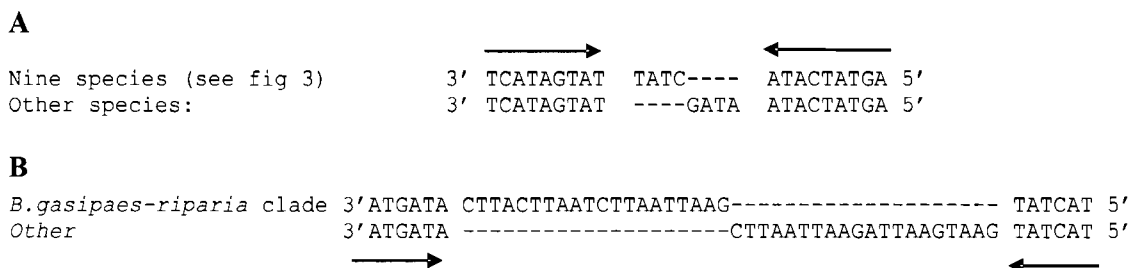 A
Nine species (see fig 3) 3' TCATAGTAT TATC---- ATACTATGA 5'
Other species: 3' TCATAGTAT ----GATA ATACTATGA 5'
B
B.gasipaes-riparia clade 3'ATGATA CTTACTTAATCTTAATTAAG------------------- TATCAT 5'
Other 3'ATGATA -------------------CTTAATTAAGATTAAGTAAG TATCAT 5'